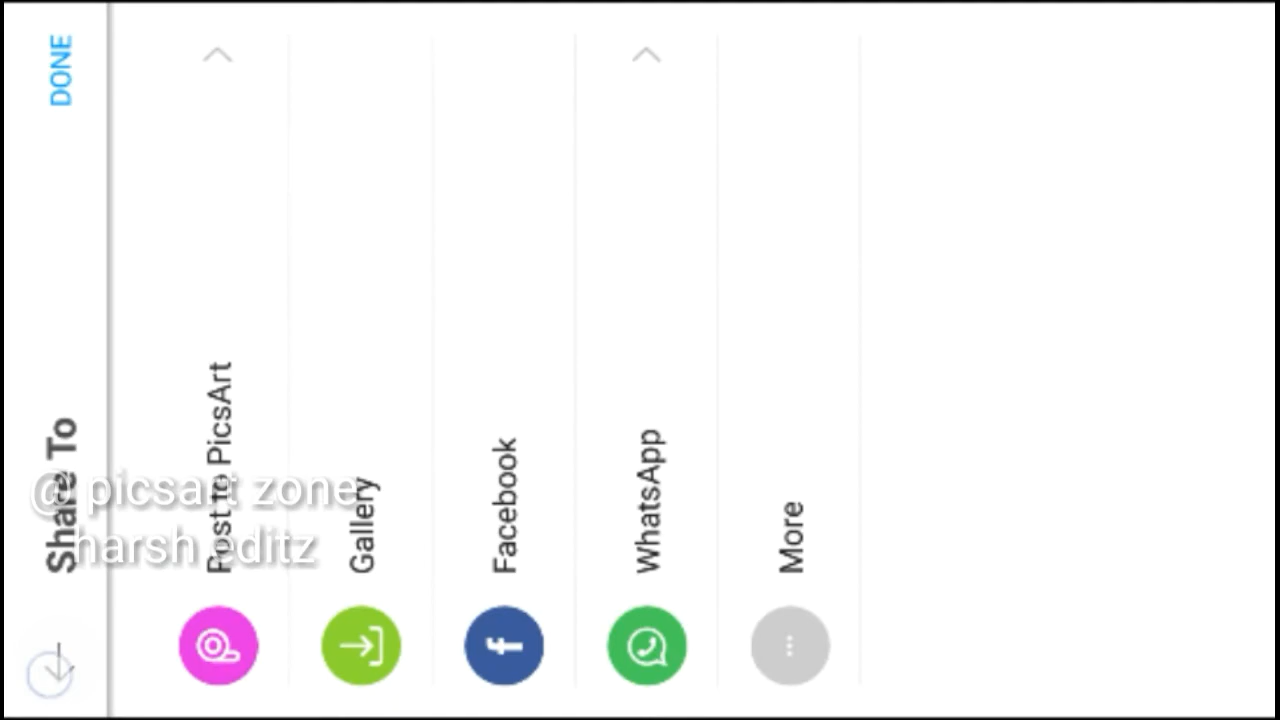 Share To
DONE
Post to PicsArt
Gallery
Facebook
WhatsApp
More
@ picsart zone
harsh editz